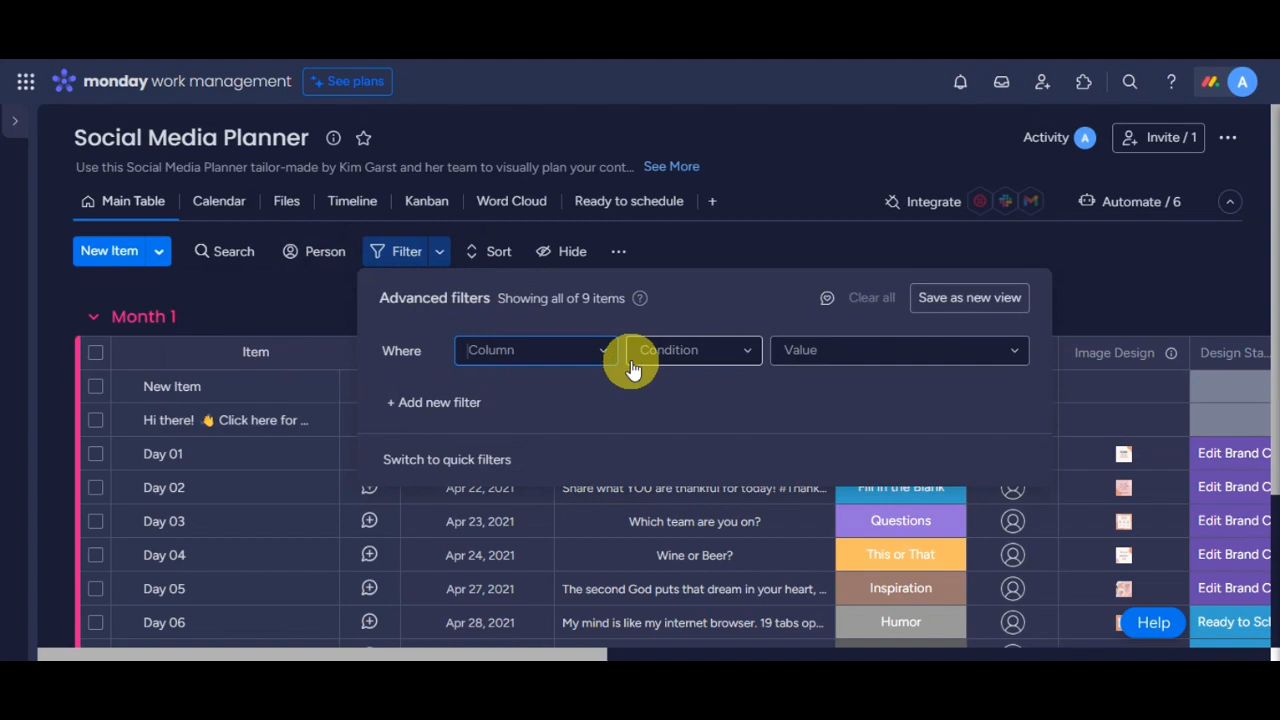 monday work management
See plans
A
Social Media Planner
Activity A
Invite / 1
Use this Social Media Planner tailor-made by Kim Garst and her team to visually plan your cont... See More
Main Table
Calendar
Files
Timeline
Kanban
Word Cloud
Ready to schedule
+
Integrate
Automate / 6
New Item
Search
Person
Filter
Sort
Hide
Advanced filters Showing all of 9 items
Clear all
Save as new view
Where
Column
Condition
Value
+ Add new filter
Switch to quick filters
Month 1
Item
Image Design
Design Sta...
New Item
Hi there! 👋 Click here for ...
Day 01
Edit Brand C
Day 02
Apr 22, 2021
Share what YOU are thankful for today! #Thank...
Fill in the Blank
Edit Brand C
Day 03
Apr 23, 2021
Which team are you on?
Questions
Edit Brand C
Day 04
Apr 24, 2021
Wine or Beer?
This or That
Edit Brand C
Day 05
Apr 27, 2021
The second God puts that dream in your heart, ...
Inspiration
Edit Brand C
Day 06
Apr 28, 2021
My mind is like my internet browser. 19 tabs op...
Humor
Ready to Sch
Help